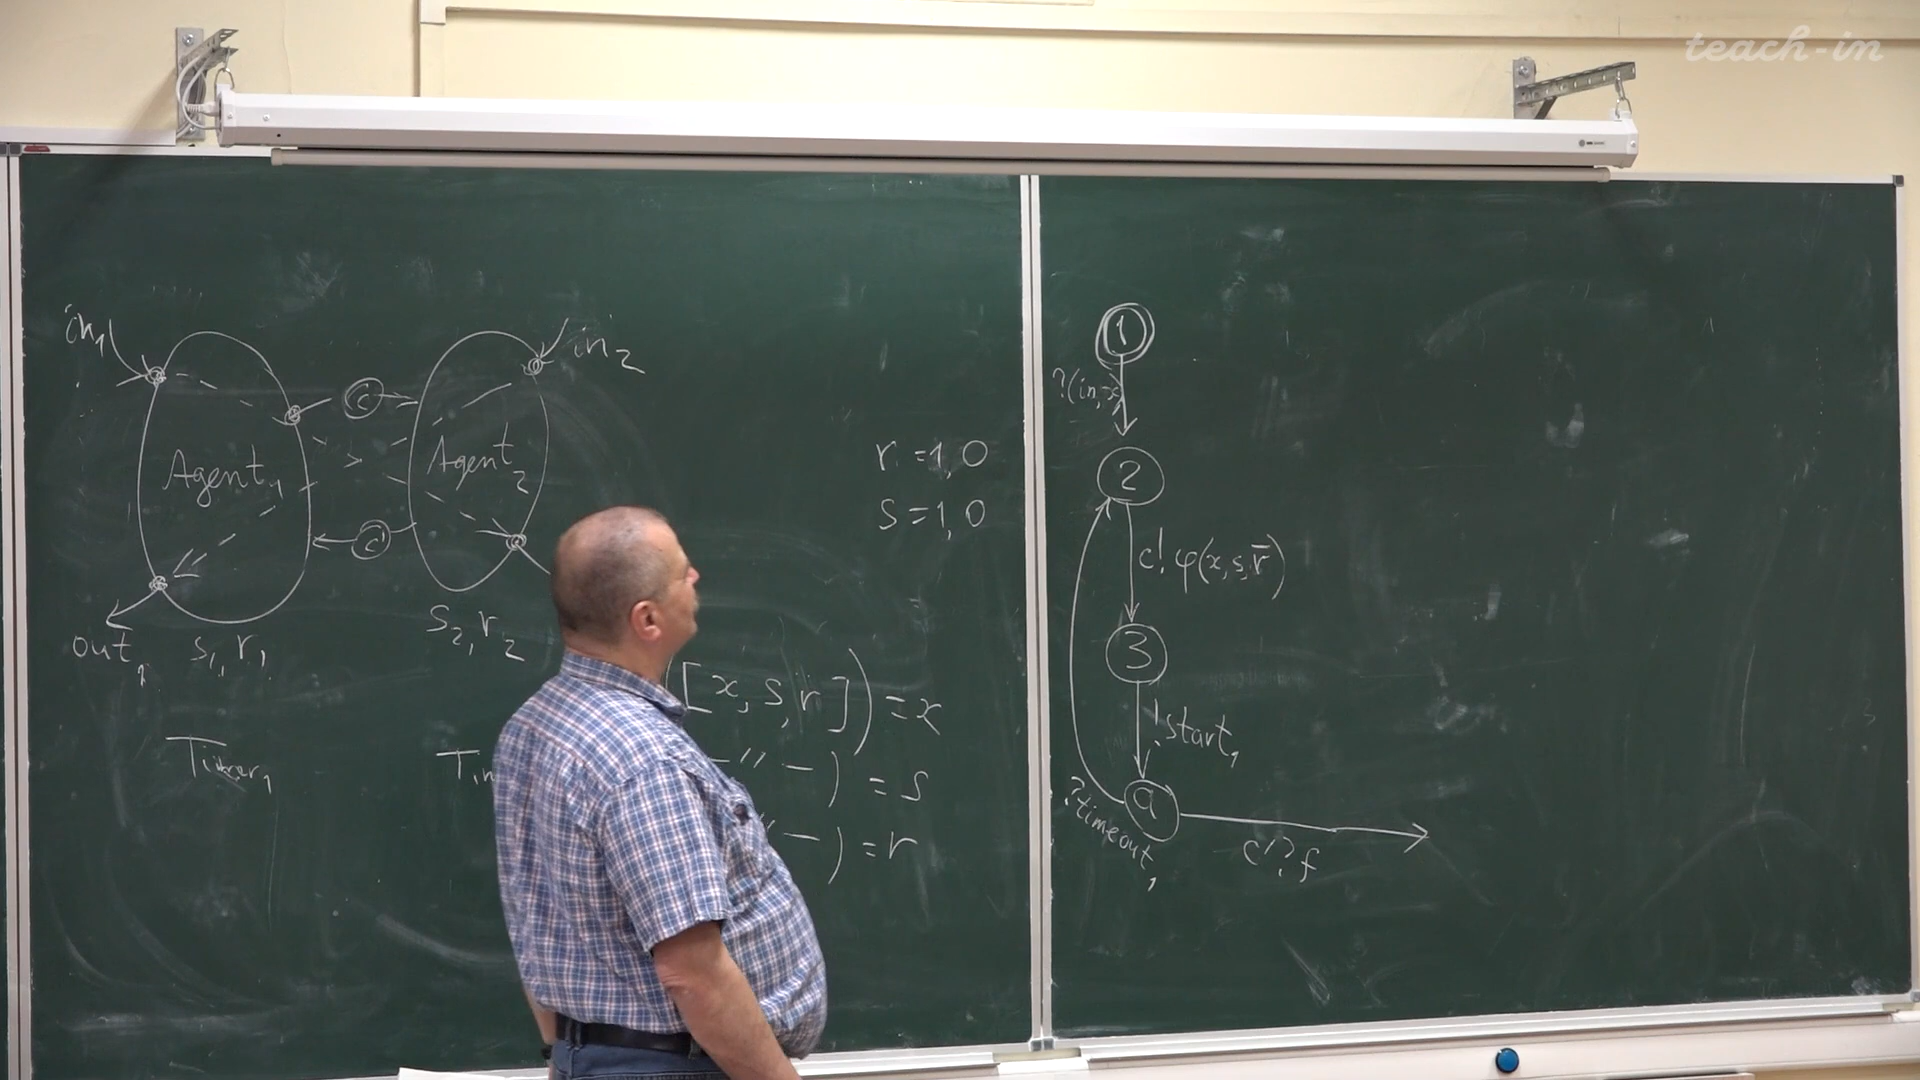 teach-in
in₁
in₂
c
Agent₁
Agent₂
c'
out₁
s₁, r₁
s₂, r₂
Timer₁
Tim
r = 1, 0
s = 1, 0
([x, s, r]) = x
– " – ) = s
" – ) = r
1
?(in, x)
2
c! φ(x, s, r̄)
3
!start₁
a
?timeout₁
c'?f